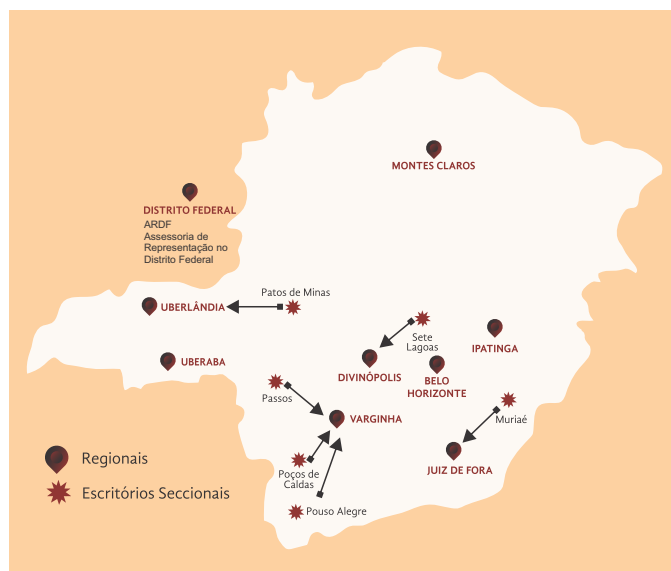 MONTES CLAROS
DISTRITO FEDERAL
ARDF
Assessoria de
Representação no
Distrito Federal
Patos de Minas
UBERLÂNDIA
Sete
Lagoas
IPATINGA
UBERABA
DIVINÓPOLIS
BELO
HORIZONTE
Passos
VARGINHA
Muriaé
Regionais
Poços de
Caldas
JUIZ DE FORA
Escritórios Seccionais
Pouso Alegre